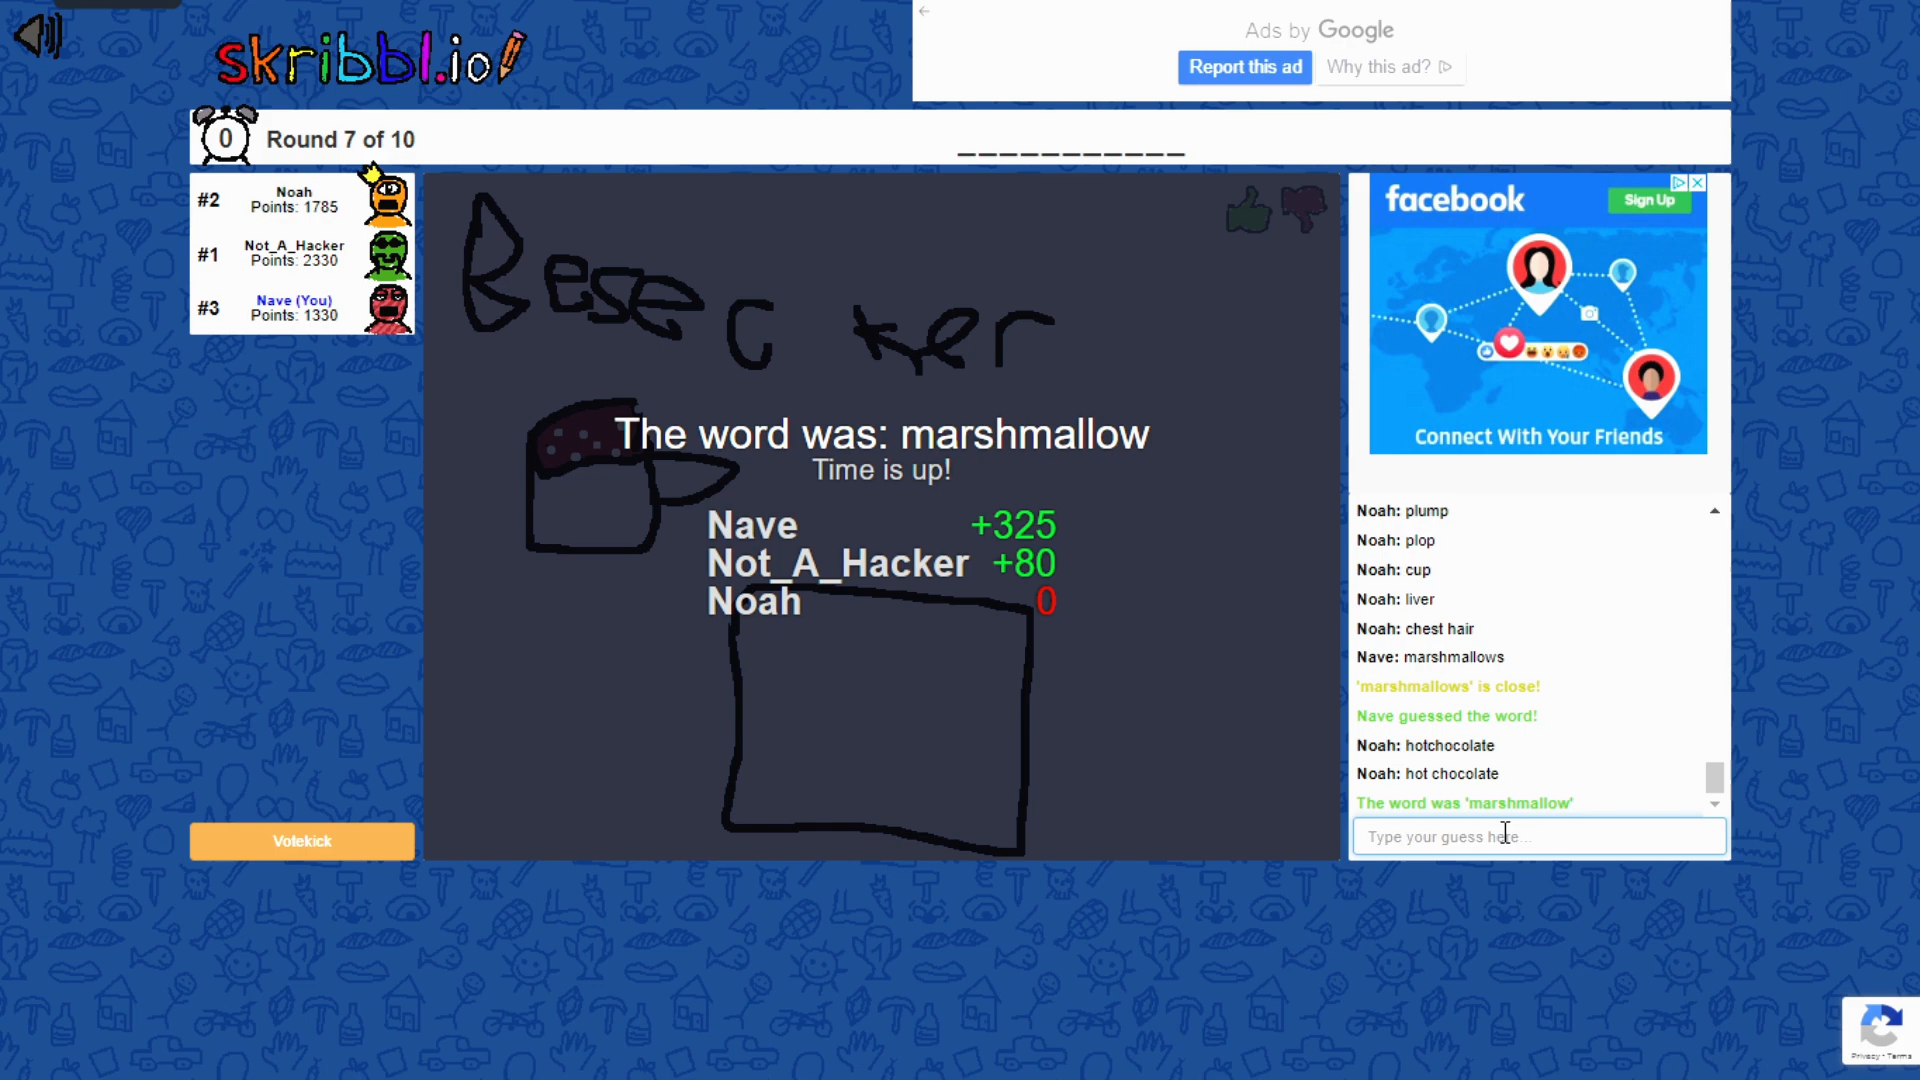 skribbl.io
Ads by Google
Report this ad
Why this ad?
0
Round 7 of 10
___________
#2
Noah
Points: 1785
#1
Not_A_Hacker
Points: 2330
#3
Nave (You)
Points: 1330
Votekick
The word was: marshmallow
Time is up!
Nave +325
Not_A_Hacker +80
Noah 0
facebook
Sign Up
Connect With Your Friends
Noah: plump
Noah: plop
Noah: cup
Noah: liver
Noah: chest hair
Nave: marshmallows
'marshmallows' is close!
Nave guessed the word!
Noah: hotchocolate
Noah: hot chocolate
The word was 'marshmallow'
Type your guess here...
Privacy - Terms